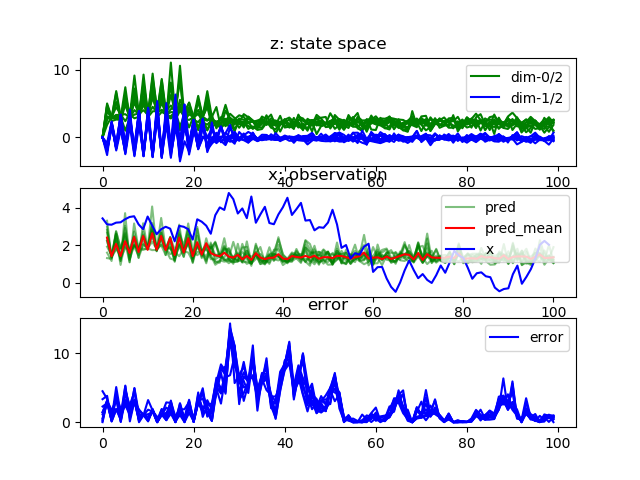 z: state space
10
0
dim-0/2
dim-1/2
0 20 40 60 80 100
x: observation
4
2
0
pred
pred_mean
x
0 20 40 60 80 100
error
10
0
error
0 20 40 60 80 100